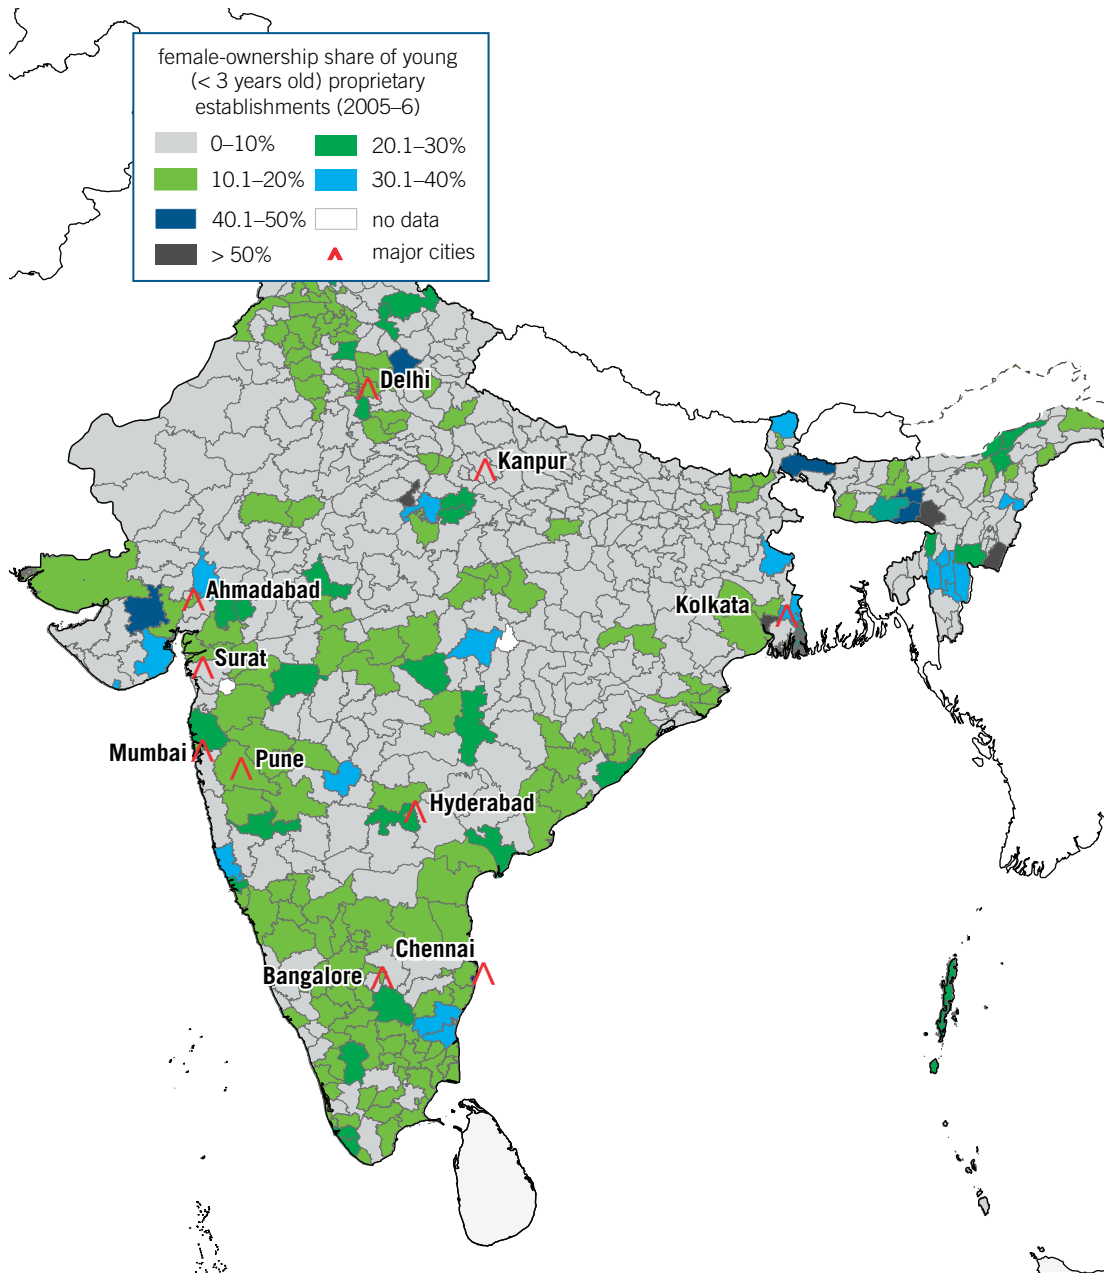 female-ownership share of young
(< 3 years old) proprietary
establishments (2005–6)
0–10%
20.1–30%
10.1–20%
30.1–40%
40.1–50%
no data
> 50%
major cities
Delhi
Kanpur
Ahmadabad
Kolkata
Surat
Mumbai
Pune
Hyderabad
Chennai
Bangalore